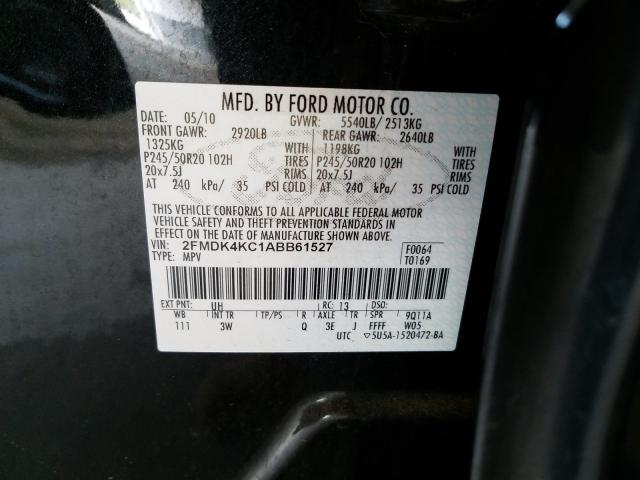 MFD. BY FORD MOTOR CO.
DATE: 05/10 GVWR: 5540LB/ 2513KG
FRONT GAWR: 2920LB REAR GAWR: 2640LB
1325KG WITH 1198KG WITH
P245/50R20 102H TIRES P245/50R20 102H TIRES
20x7.5J RIMS 20x7.5J RIMS
AT 240 kPa/ 35 PSI COLD AT 240 kPa/ 35 PSI COLD
THIS VEHICLE CONFORMS TO ALL APPLICABLE FEDERAL MOTOR
VEHICLE SAFETY AND THEFT PREVENTION STANDARDS IN EFFECT
ON THE DATE OF MANUFACTURE SHOWN ABOVE.
VIN: 2FMDK4KC1ABB61527 F0064
TYPE: MPV T0169
EXT PNT: UH RC: 13 DSO:
WB INT TR TP/PS R AXLE TR SPR 9Q11A
111 3W Q 3E J FFFF W05
UTC ▽5U5A-1520472-BA